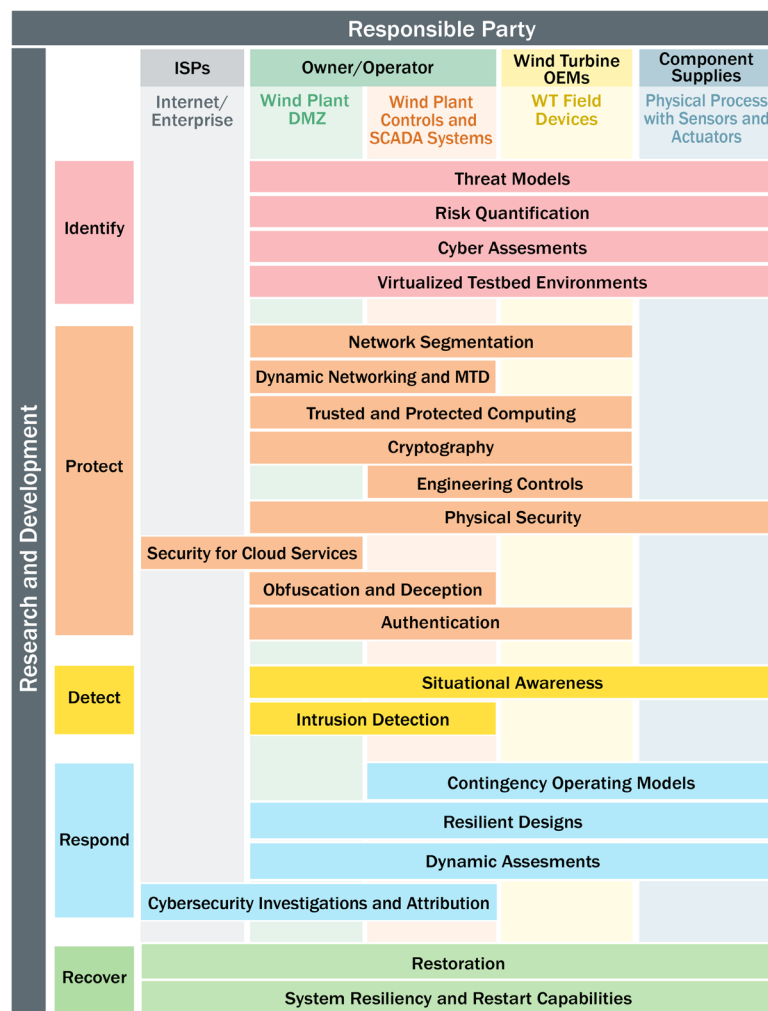 Responsible Party
ISPs
Owner/Operator
Wind Turbine
OEMs
Component
Supplies
Internet/
Enterprise
Wind Plant
DMZ
Wind Plant
Controls and
SCADA Systems
WT Field
Devices
Physical Process
with Sensors and
Actuators
Research and Development
Identify
Threat Models
Risk Quantification
Cyber Assesments
Virtualized Testbed Environments
Protect
Network Segmentation
Dynamic Networking and MTD
Trusted and Protected Computing
Cryptography
Engineering Controls
Physical Security
Security for Cloud Services
Obfuscation and Deception
Authentication
Detect
Situational Awareness
Intrusion Detection
Respond
Contingency Operating Models
Resilient Designs
Dynamic Assesments
Cybersecurity Investigations and Attribution
Recover
Restoration
System Resiliency and Restart Capabilities